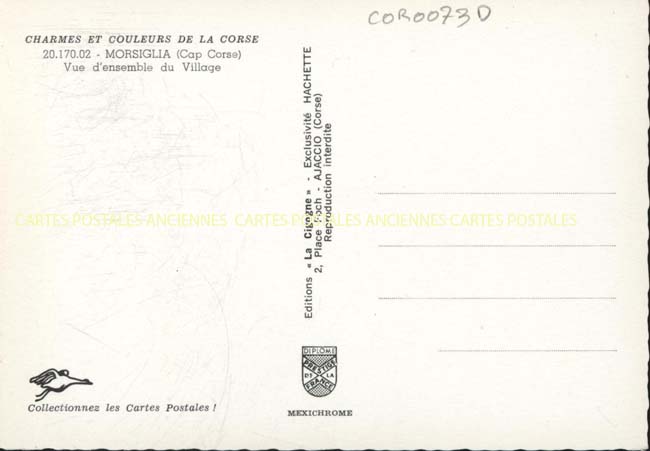 COR0073D
CHARMES ET COULEURS DE LA CORSE
20.170.02 - MORSIGLIA (Cap Corse)
Vue d'ensemble du Village
Editions « La Cigogne » - Exclusivité HACHETTE
2, Place Foch - AJACCIO (Corse)
Reproduction interdite
CARTES POSTALES ANCIENNES CARTES POSTALES ANCIENNES CARTES POSTALES
DIPLOME
PRESTIGE
DE LA
FRANCE
Collectionnez les Cartes Postales !
MEXICHROME